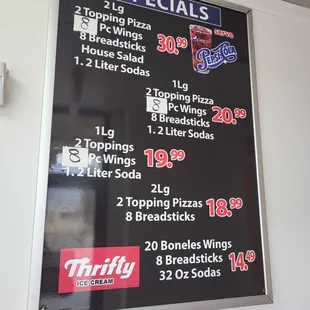 SPECIALS
2 Lg
2 Topping Pizza
8 Pc Wings
8 Breadsticks
House Salad
1. 2 Liter Sodas
30.99
We serve
Pepsi-Cola
1Lg
2 Topping Pizza
8 Pc Wings
8 Breadsticks
1. 2 Liter Sodas
20.99
1Lg
2 Toppings
8 Pc Wings
1. 2 Liter Soda
19.99
2Lg
2 Topping Pizzas
8 Breadsticks
18.99
20 Boneles Wings
8 Breadsticks
32 Oz Sodas
14.49
Thrifty
ICE CREAM